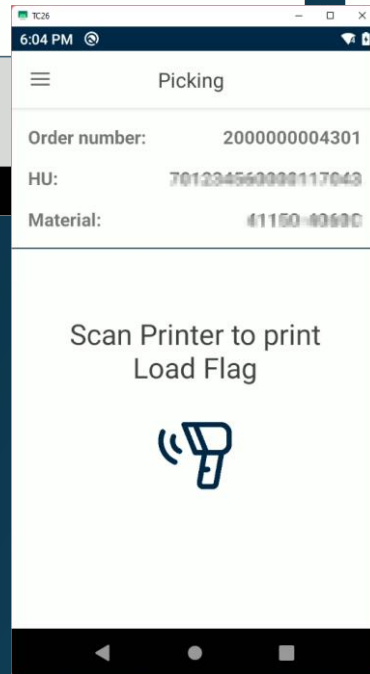 TC26
6:04 PM
Picking
Order number: 2000000004301
HU:
Material:
Scan Printer to print
Load Flag